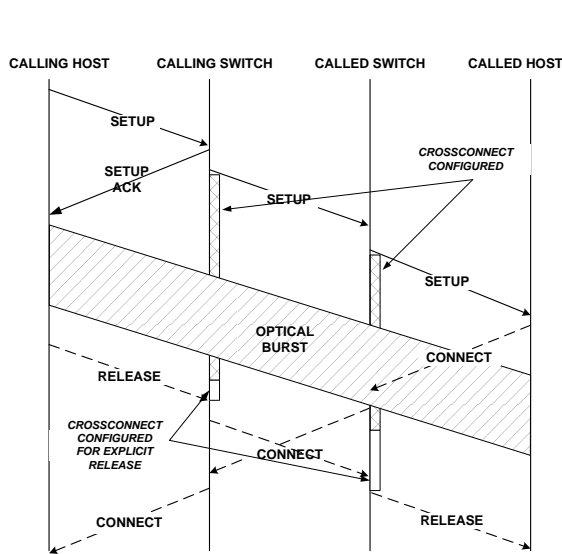 CALLING HOST
CALLING SWITCH
CALLED SWITCH
CALLED HOST
SETUP
CROSSCONNECT
CONFIGURED
SETUP
ACK
SETUP
SETUP
OPTICAL
BURST
CONNECT
RELEASE
CROSSCONNECT
CONFIGURED
FOR EXPLICIT
RELEASE
CONNECT
CONNECT
RELEASE